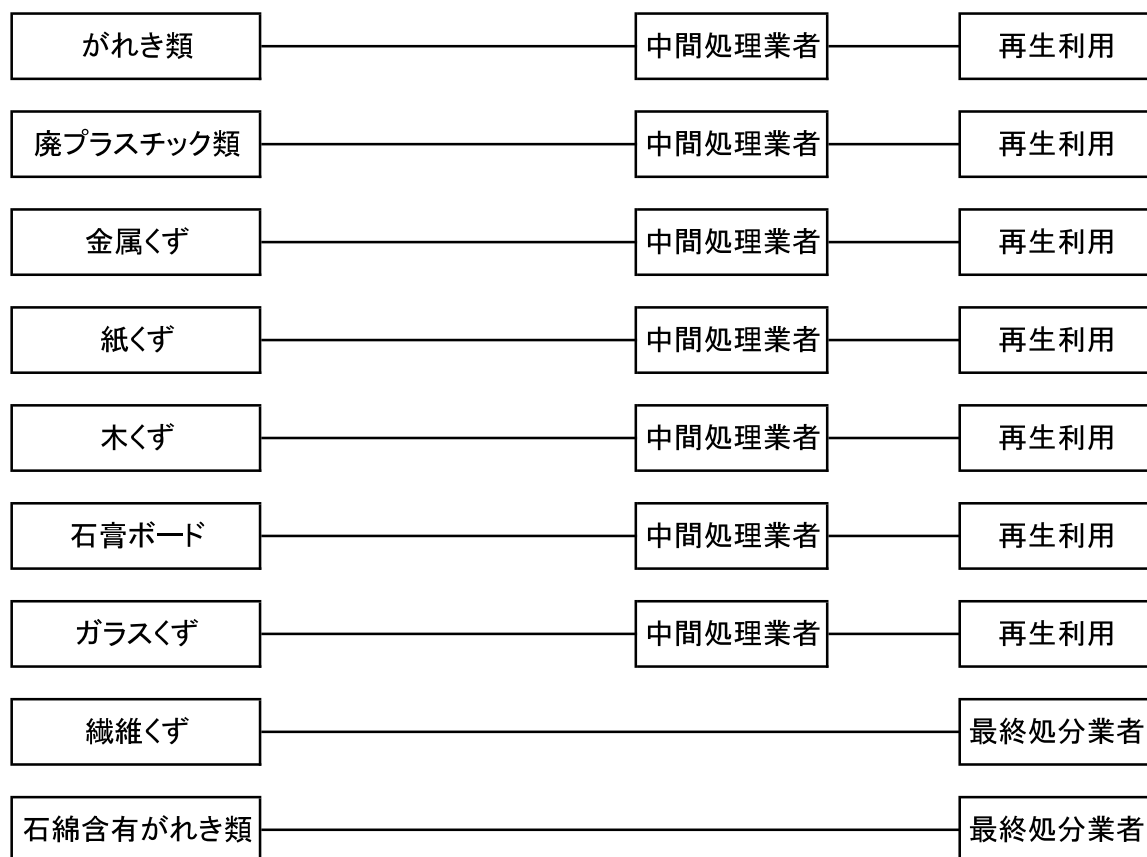 がれき類 中間処理業者 再生利用
廃プラスチック類 中間処理業者 再生利用
金属くず 中間処理業者 再生利用
紙くず 中間処理業者 再生利用
木くず 中間処理業者 再生利用
石膏ボード 中間処理業者 再生利用
ガラスくず 中間処理業者 再生利用
繊維くず 最終処分業者
石綿含有がれき類 最終処分業者